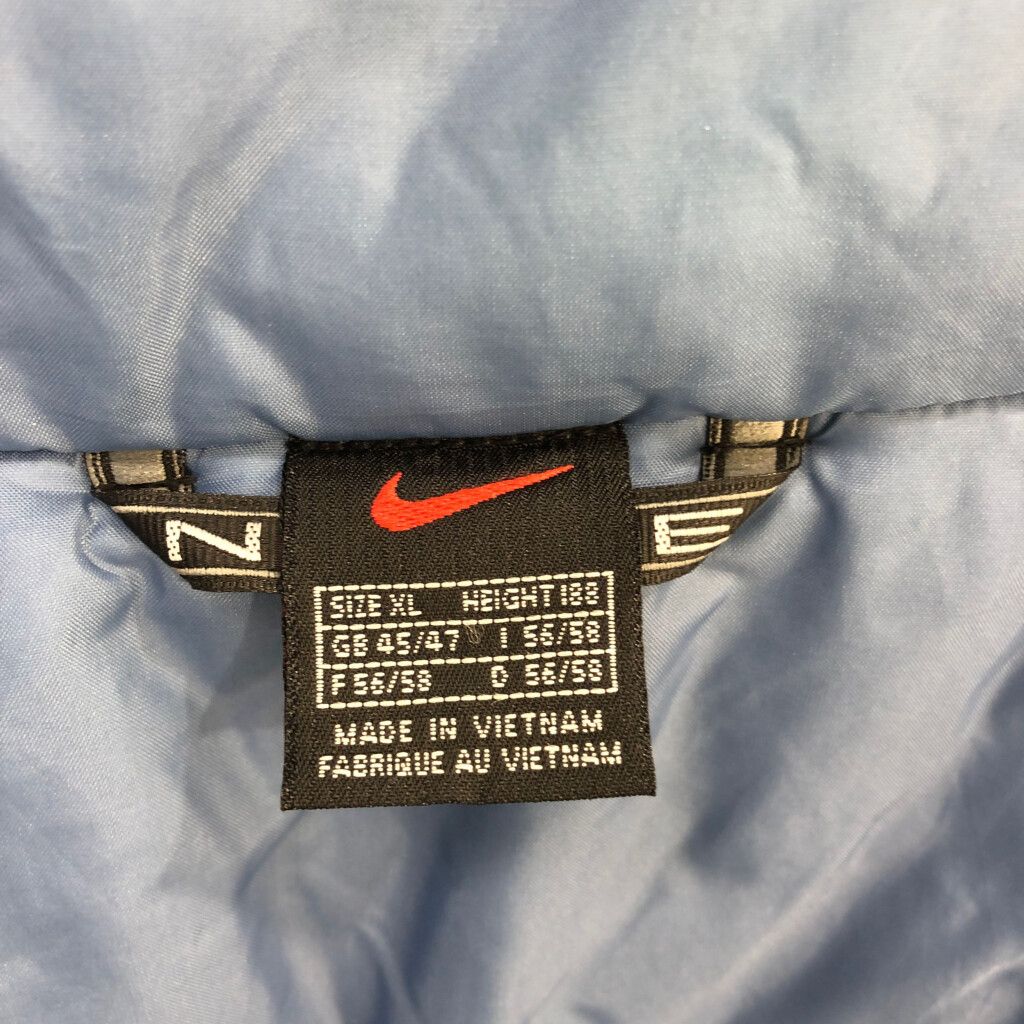 N E
SIZE XL HEIGHT 188
GB 45/47 I 56/58
F 56/58 D 56/58
MADE IN VIETNAM
FABRIQUE AU VIETNAM